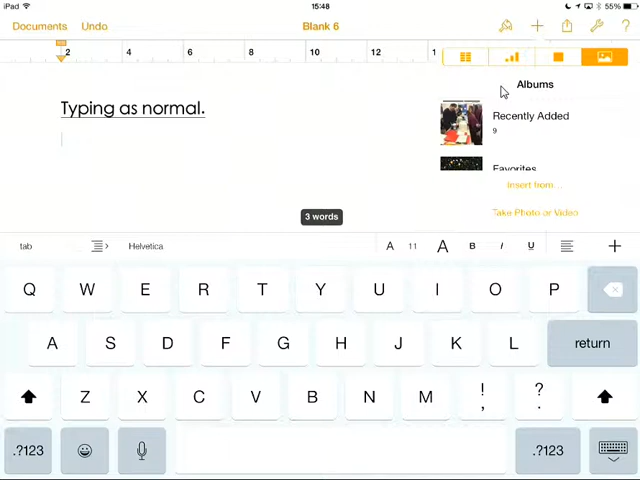 iPad 15:48 55%
Documents Undo Blank 6 ?
2 4 6 8 10 12 1
Albums
Typing as normal.
Recently Added
9
Favorites
Insert from...
Take Photo or Video
3 words
tab Helvetica A 11 A B I U
Q W E R T Y U I O P
A S D F G H J K L return
Z X C V B N M ! , ? .
.?123 .?123